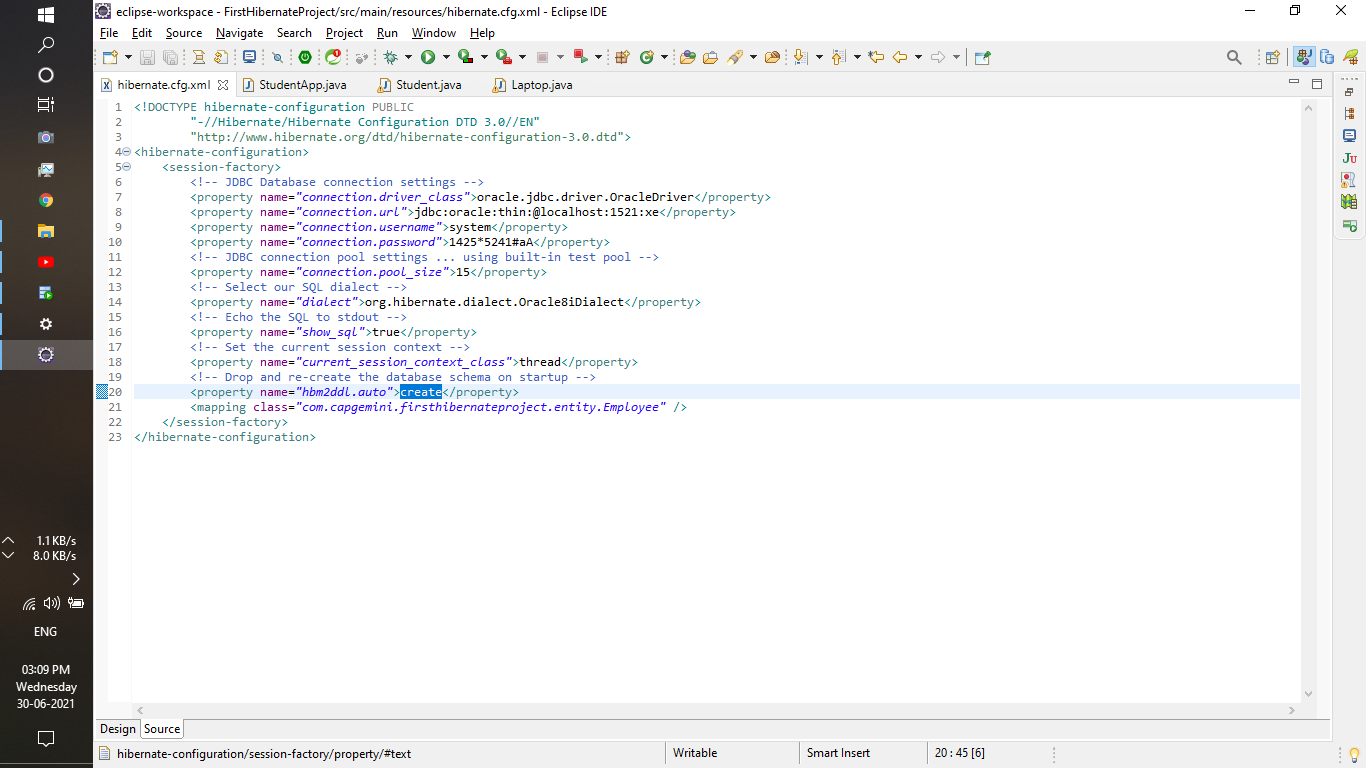 eclipse-workspace - FirstHibernateProject/src/main/resources/hibernate.cfg.xml - Eclipse IDE
File Edit Source Navigate Search Project Run Window Help
hibernate.cfg.xml StudentApp.java Student.java Laptop.java
1 <!DOCTYPE hibernate-configuration PUBLIC
2 "-//Hibernate/Hibernate Configuration DTD 3.0//EN"
3 "http://www.hibernate.org/dtd/hibernate-configuration-3.0.dtd">
4 <hibernate-configuration>
5 <session-factory>
6 <!-- JDBC Database connection settings -->
7 <property name="connection.driver_class">oracle.jdbc.driver.OracleDriver</property>
8 <property name="connection.url">jdbc:oracle:thin:@localhost:1521:xe</property>
9 <property name="connection.username">system</property>
10 <property name="connection.password">1425*5241#aA</property>
11 <!-- JDBC connection pool settings ... using built-in test pool -->
12 <property name="connection.pool_size">15</property>
13 <!-- Select our SQL dialect -->
14 <property name="dialect">org.hibernate.dialect.Oracle8iDialect</property>
15 <!-- Echo the SQL to stdout -->
16 <property name="show_sql">true</property>
17 <!-- Set the current session context -->
18 <property name="current_session_context_class">thread</property>
19 <!-- Drop and re-create the database schema on startup -->
20 <property name="hbm2ddl.auto">create</property>
21 <mapping class="com.capgemini.firsthibernateproject.entity.Employee" />
22 </session-factory>
23 </hibernate-configuration>
Design Source
hibernate-configuration/session-factory/property/#text Writable Smart Insert 20 : 45 [6]
1.1 KB/s
8.0 KB/s
ENG
03:09 PM
Wednesday
30-06-2021
Ju